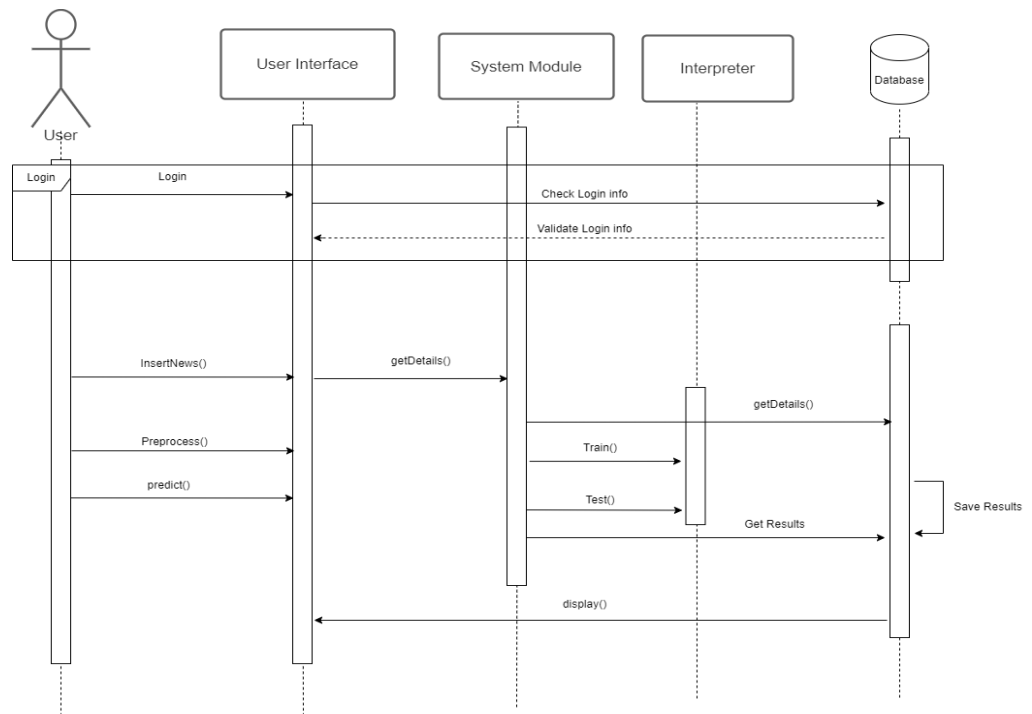 User
User Interface
System Module
Interpreter
Database
Login
Login
Check Login info
Validate Login info
InsertNews()
getDetails()
getDetails()
Preprocess()
Train()
predict()
Test()
Save Results
Get Results
display()